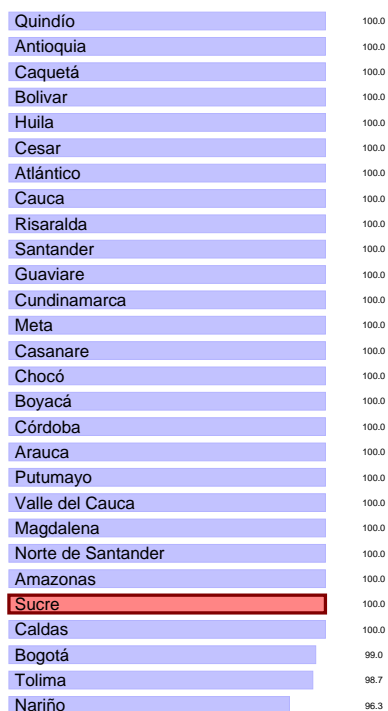 Quindío 100.0
Antioquia 100.0
Caquetá 100.0
Bolivar 100.0
Huila 100.0
Cesar 100.0
Atlántico 100.0
Cauca 100.0
Risaralda 100.0
Santander 100.0
Guaviare 100.0
Cundinamarca 100.0
Meta 100.0
Casanare 100.0
Chocó 100.0
Boyacá 100.0
Córdoba 100.0
Arauca 100.0
Putumayo 100.0
Valle del Cauca 100.0
Magdalena 100.0
Norte de Santander 100.0
Amazonas 100.0
Sucre 100.0
Caldas 100.0
Bogotá 99.0
Tolima 98.7
Nariño 96.3